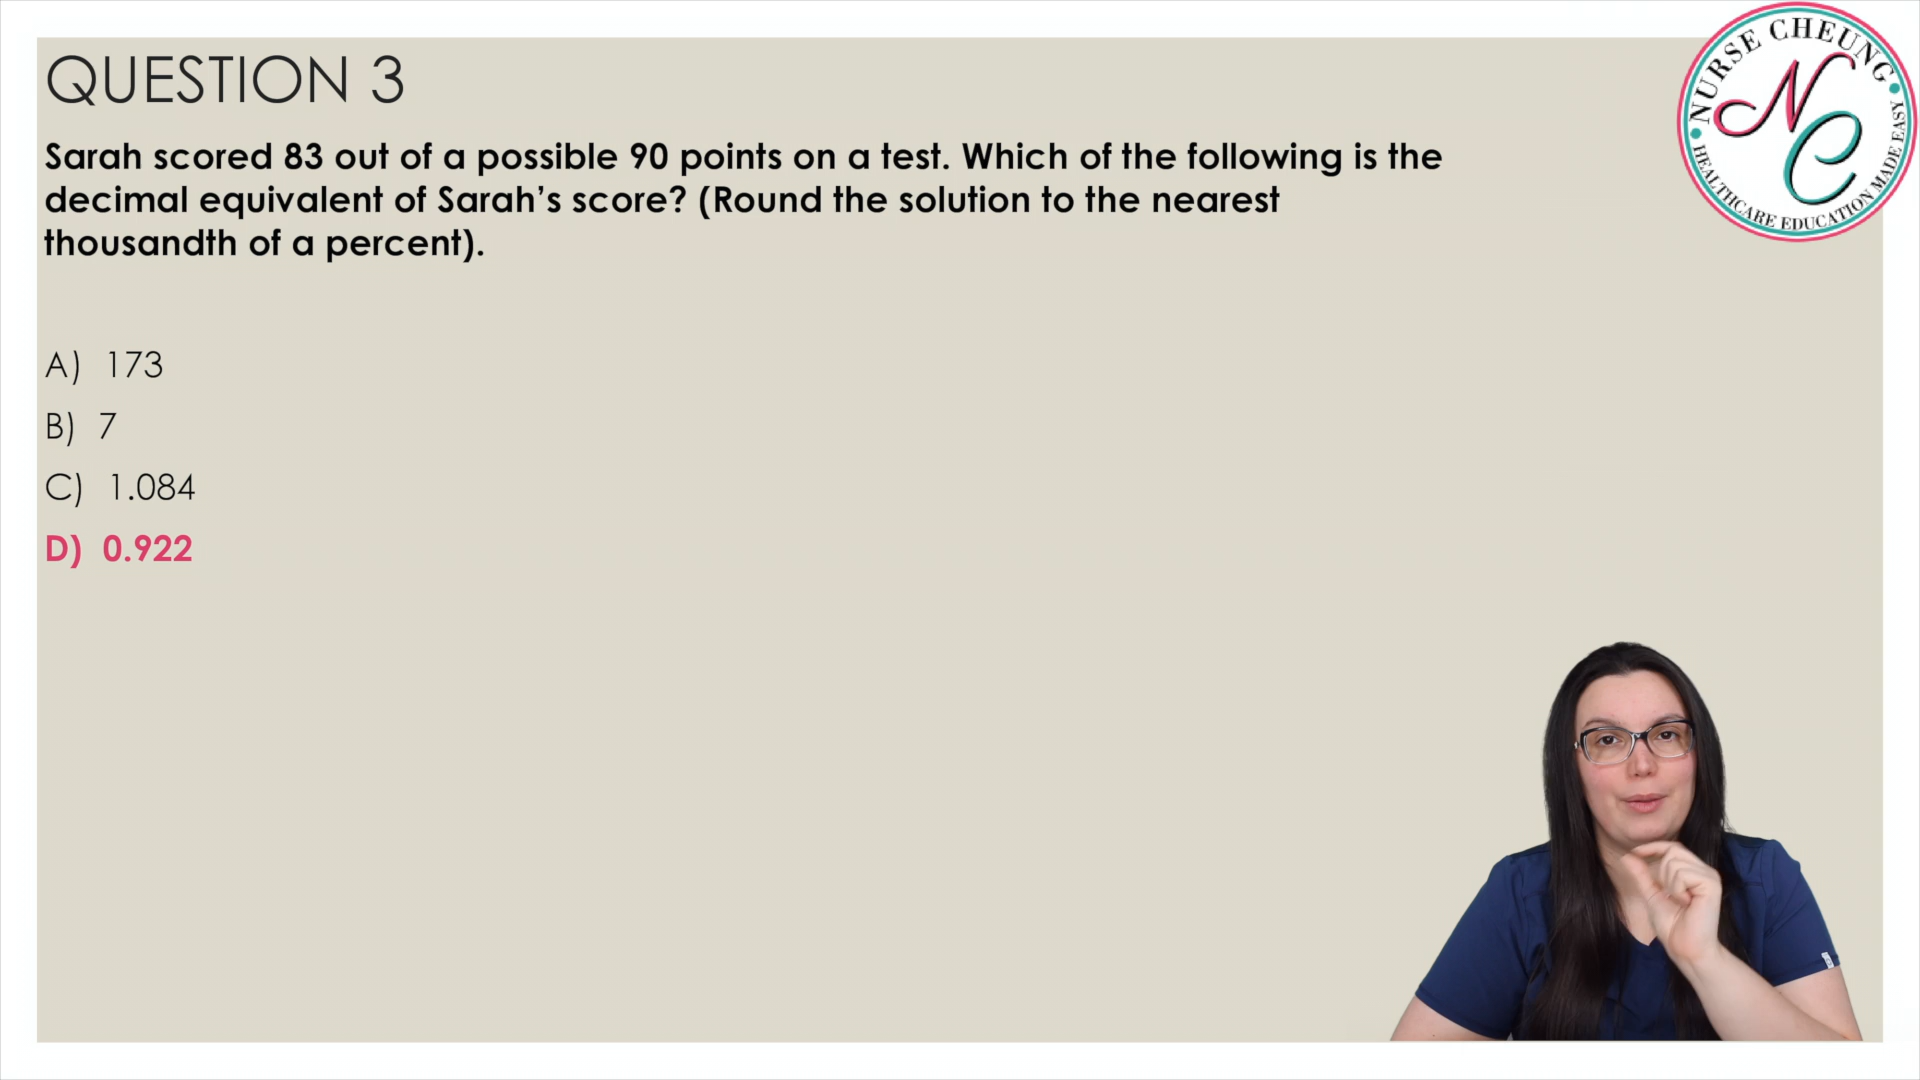 QUESTION 3
Sarah scored 83 out of a possible 90 points on a test. Which of the following is the
decimal equivalent of Sarah’s score? (Round the solution to the nearest
thousandth of a percent).
A) 173
B) 7
C) 1.084
D) 0.922
NURSE CHEUNG
NC
HEALTHCARE EDUCATION MADE EASY